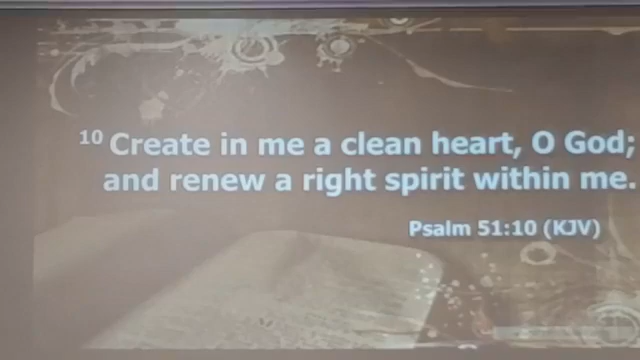 10 Create in me a clean heart, O God;
and renew a right spirit within me.
Psalm 51:10 (KJV)